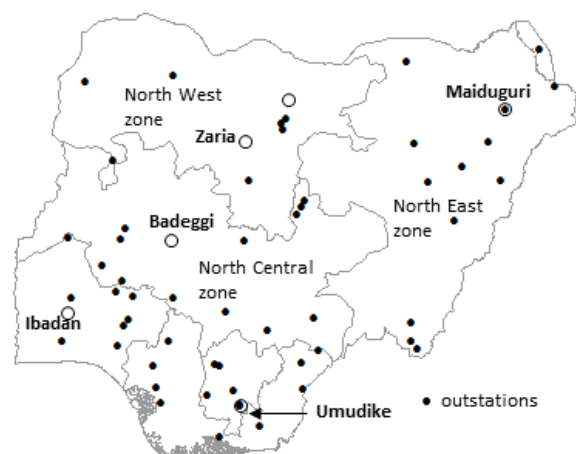 Maiduguri
North West
zone
Zaria
North East
zone
Badeggi
North Central
zone
Ibadan
outstations
Umudike